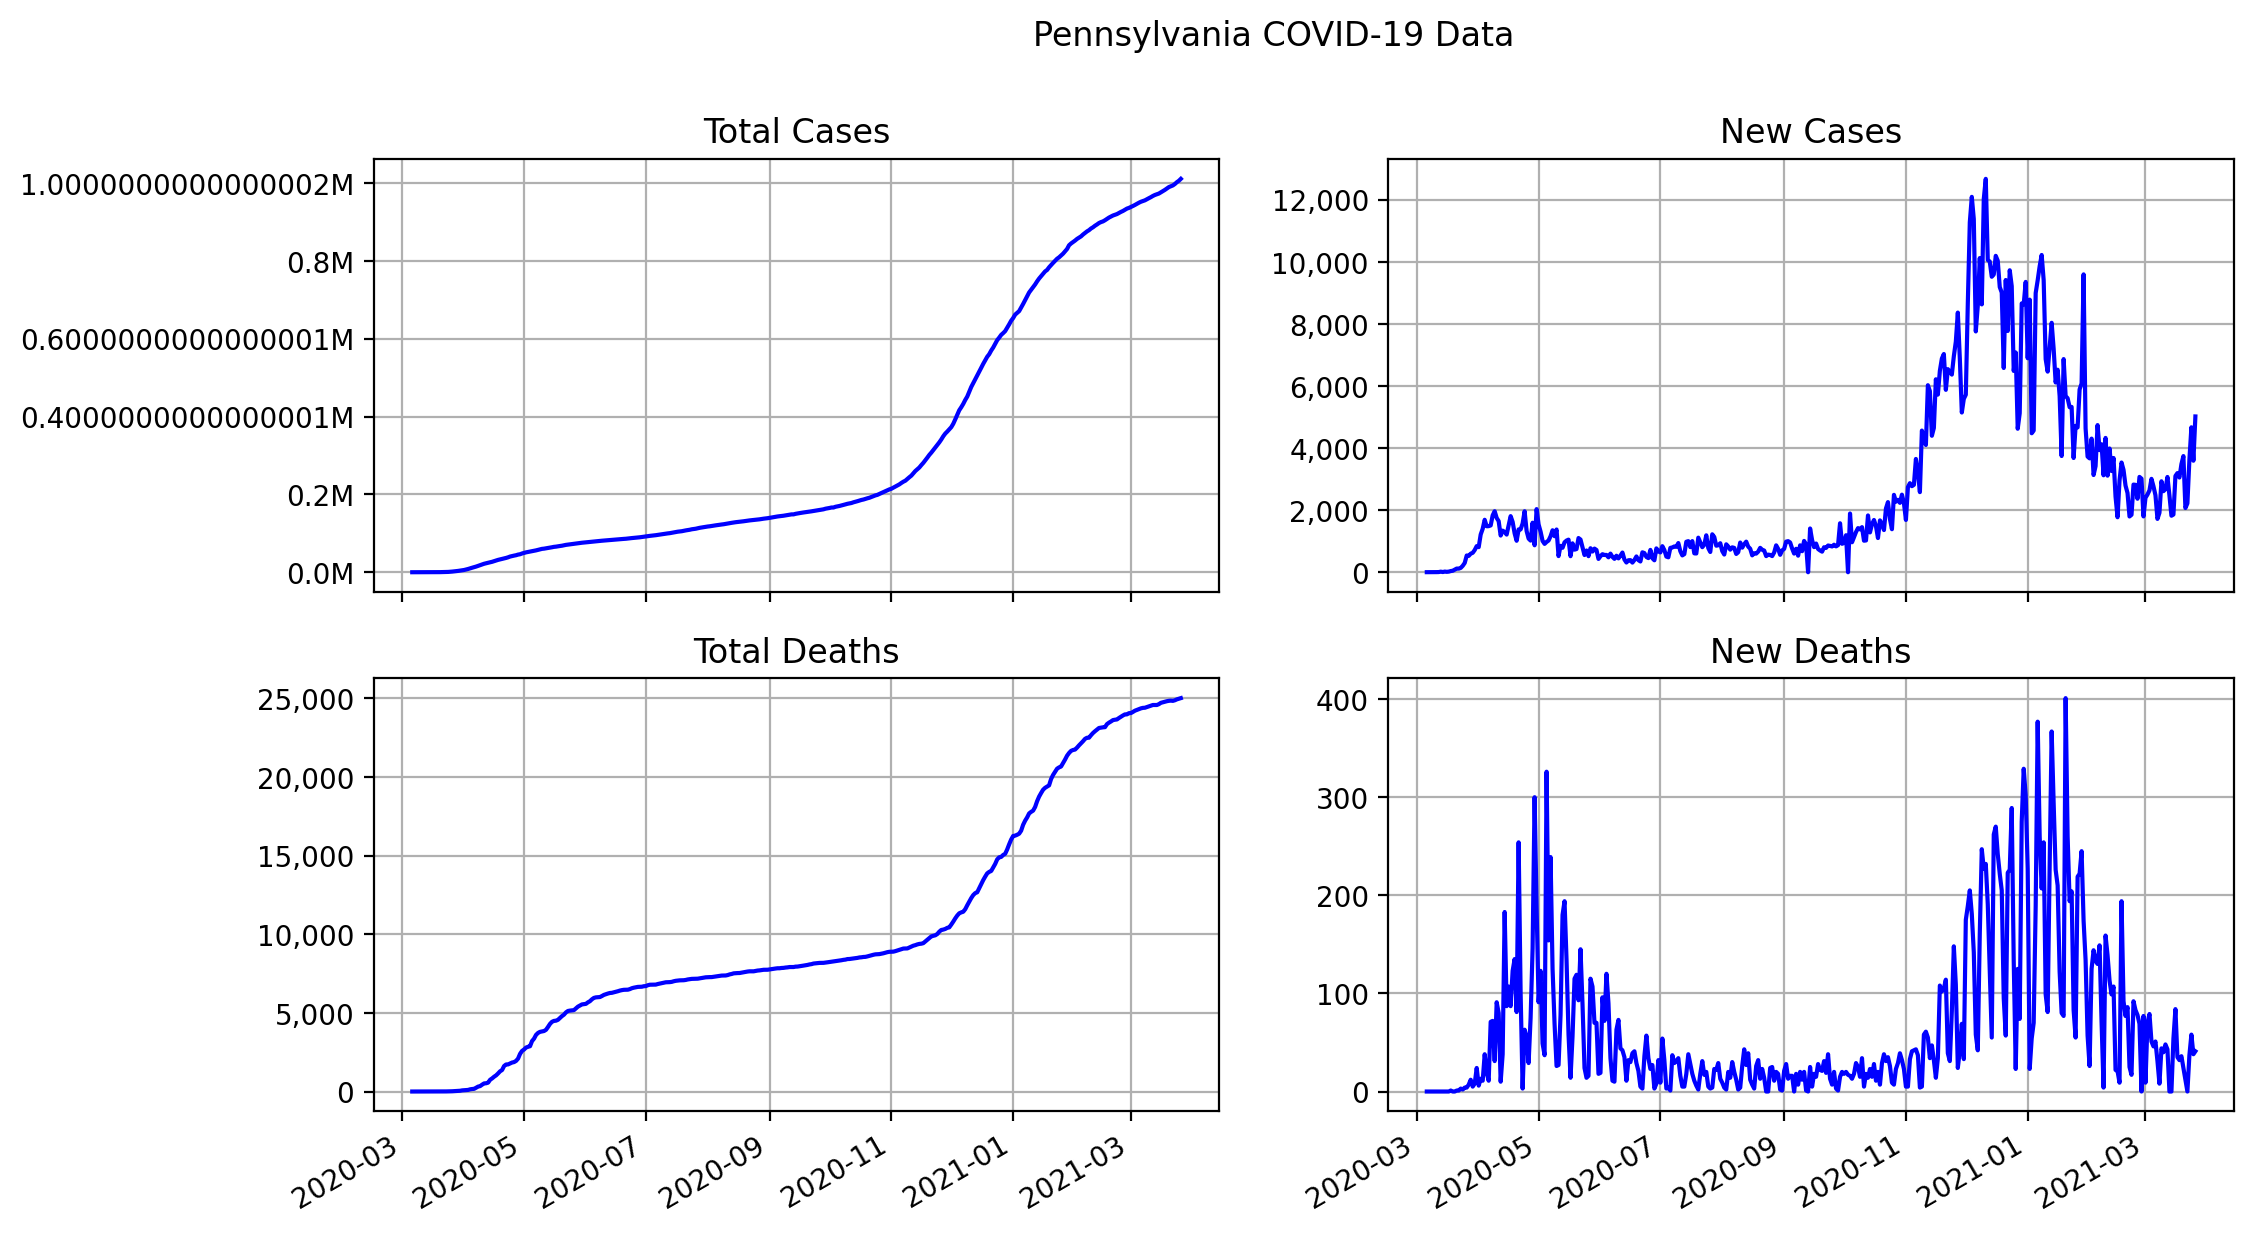 Pennsylvania COVID-19 Data
Total Cases
1.0000000000000002M
0.8M
0.6000000000000001M
0.4000000000000001M
0.2M
0.0M
New Cases
12,000
10,000
8,000
6,000
4,000
2,000
0
Total Deaths
25,000
20,000
15,000
10,000
5,000
0
2020-03
2020-05
2020-07
2020-09
2020-11
2021-01
2021-03
New Deaths
400
300
200
100
0
2020-03
2020-05
2020-07
2020-09
2020-11
2021-01
2021-03